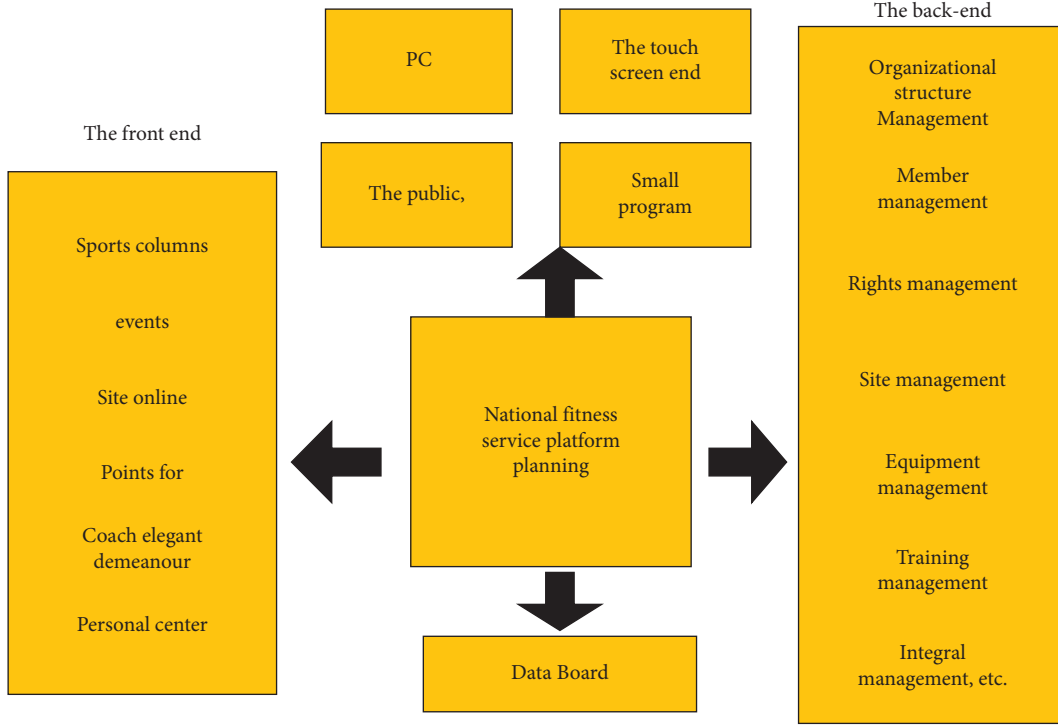 The front end
Sports columns
events
Site online
Points for
Coach elegant
demeanour
Personal center
PC
The touch
screen end
The public,
Small
program
National fitness
service platform
planning
Data Board
The back-end
Organizational
structure
Management
Member
management
Rights management
Site management
Equipment
management
Training
management
Integral
management, etc.